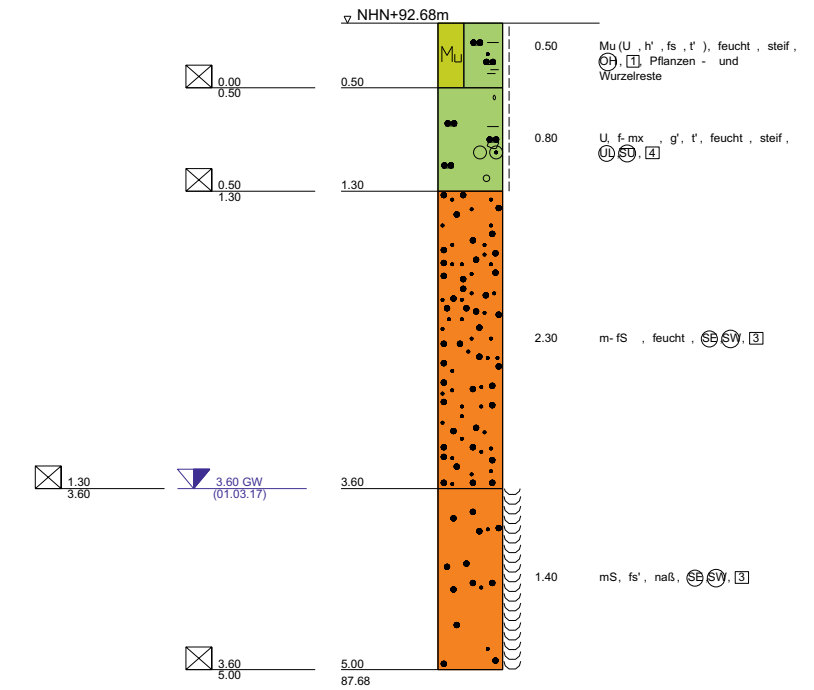 NHN+92.68m
Mu
0.50
Mu (U , h' , fs , t' ), feucht , steif ,
OH, 1, Pflanzen - und
Wurzelreste
0.00
0.50
0.50
0.80
U, f- mx , g', t', feucht , steif ,
UL, SU, 4
0.50
1.30
1.30
2.30
m- fS , feucht , SE, SW, 3
1.30
3.60
3.60 GW
(01.03.17)
3.60
1.40
mS, fs' , naß, SE, SW, 3
3.60
5.00
5.00
87.68